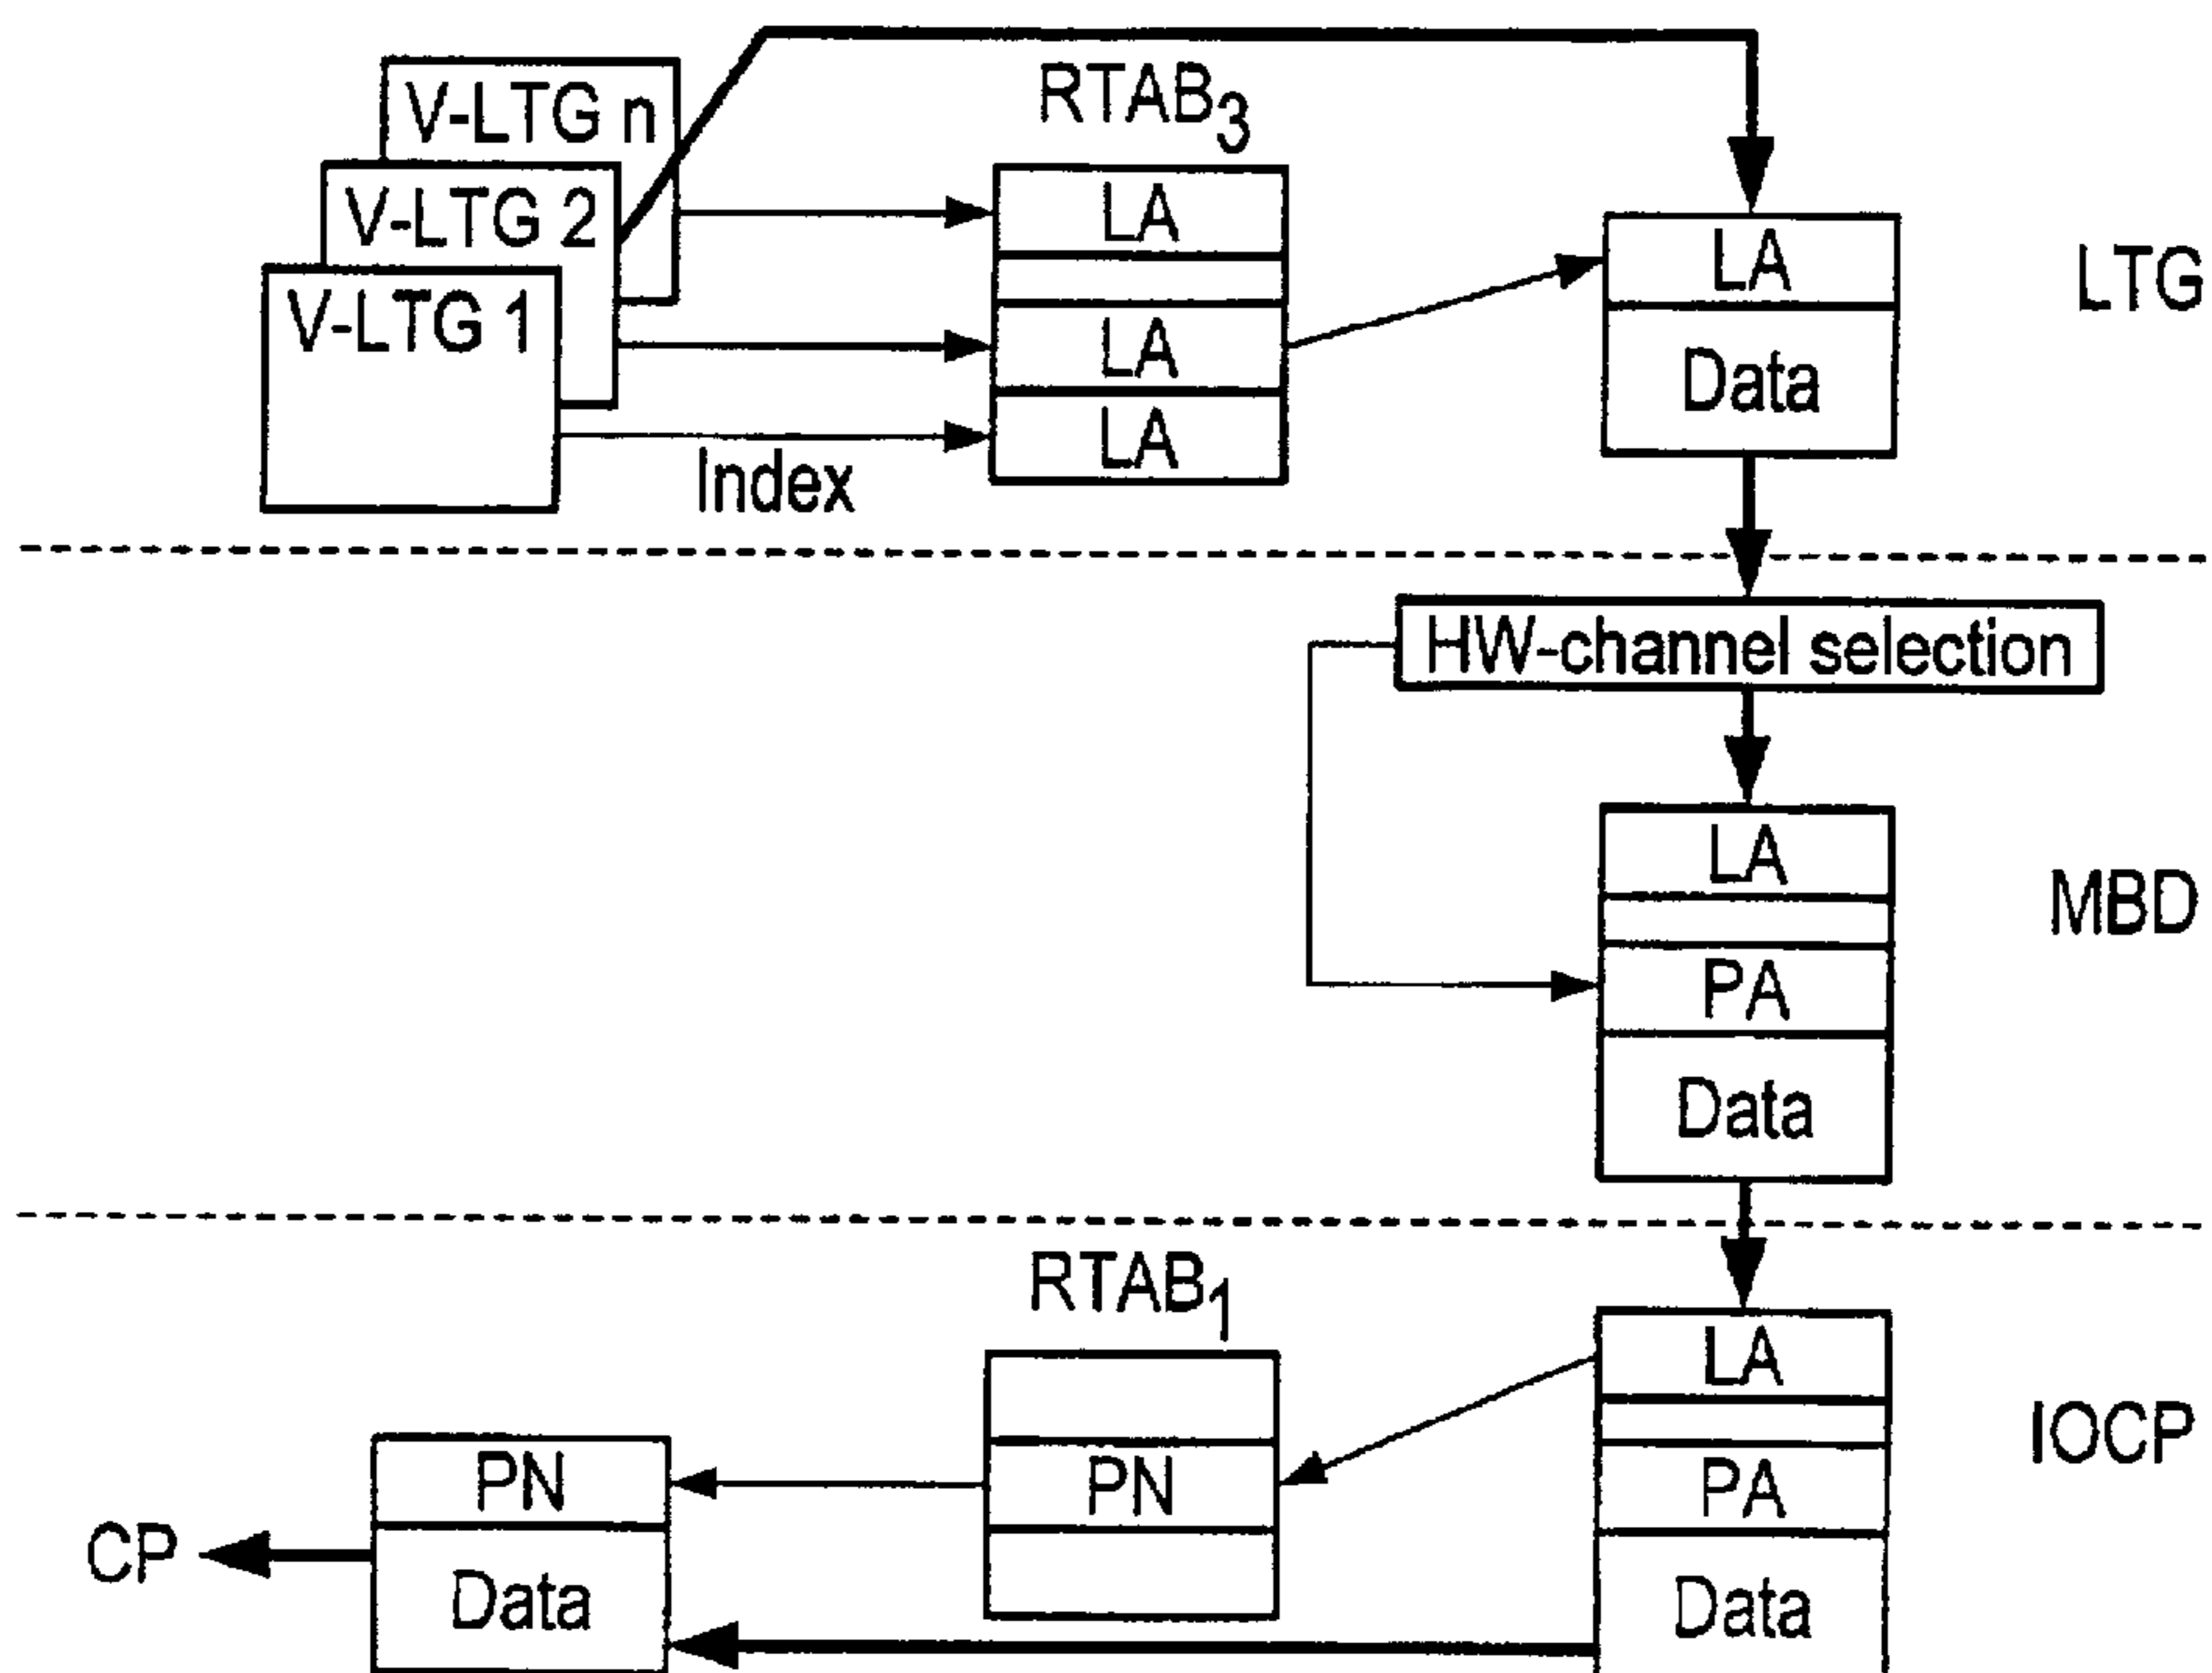 V-LTG n
V-LTG 2
V-LTG 1
Index
RTAB3
LA
LA
LA
LA
Data
LTG
HW-channel selection
LA
PA
Data
MBD
RTAB1
LA
PA
Data
IOCP
PN
PN
Data
CP